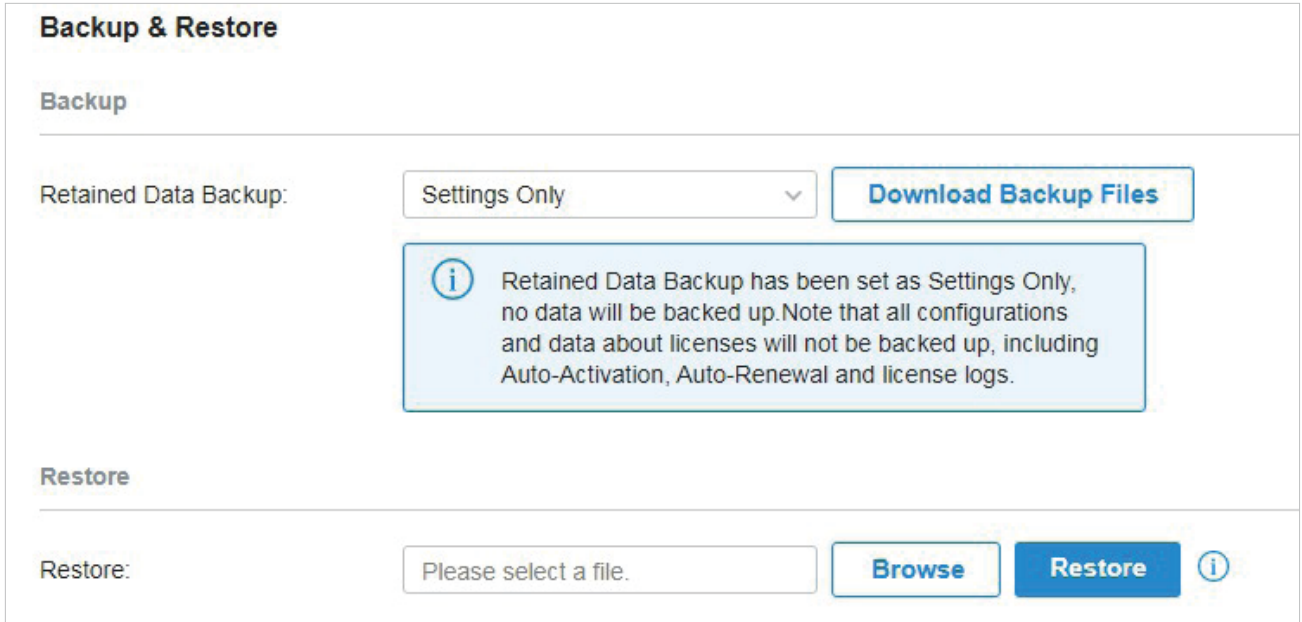 Backup & Restore
Backup
Retained Data Backup:
Settings Only
Download Backup Files
Retained Data Backup has been set as Settings Only,
no data will be backed up.Note that all configurations
and data about licenses will not be backed up, including
Auto-Activation, Auto-Renewal and license logs.
Restore
Restore:
Please select a file.
Browse
Restore